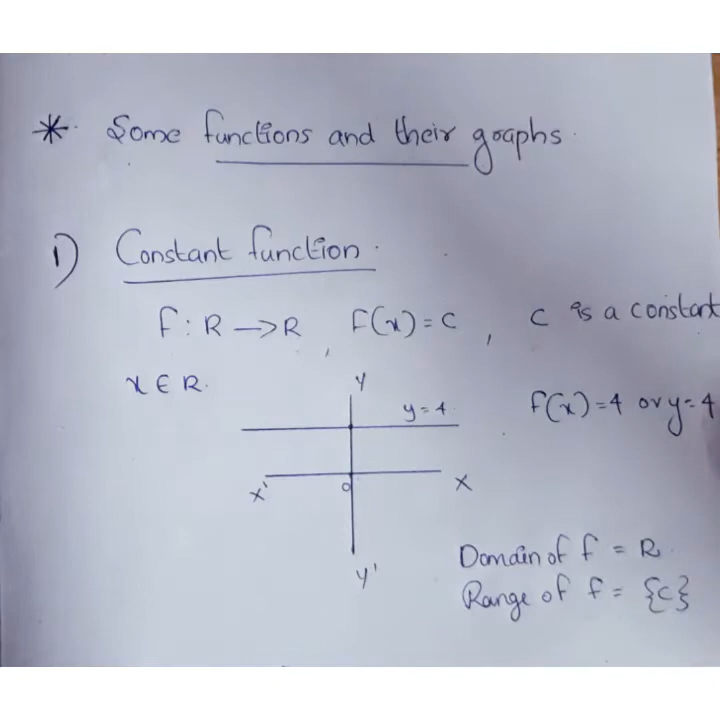 * Some functions and their graphs.
1) Constant function.
f : R → R, f(x) = c, c is a constant
x ∈ R.
Y
y = 4
f(x) = 4 or y = 4
X' O X
Y'
Domain of f = R.
Range of f = {c}